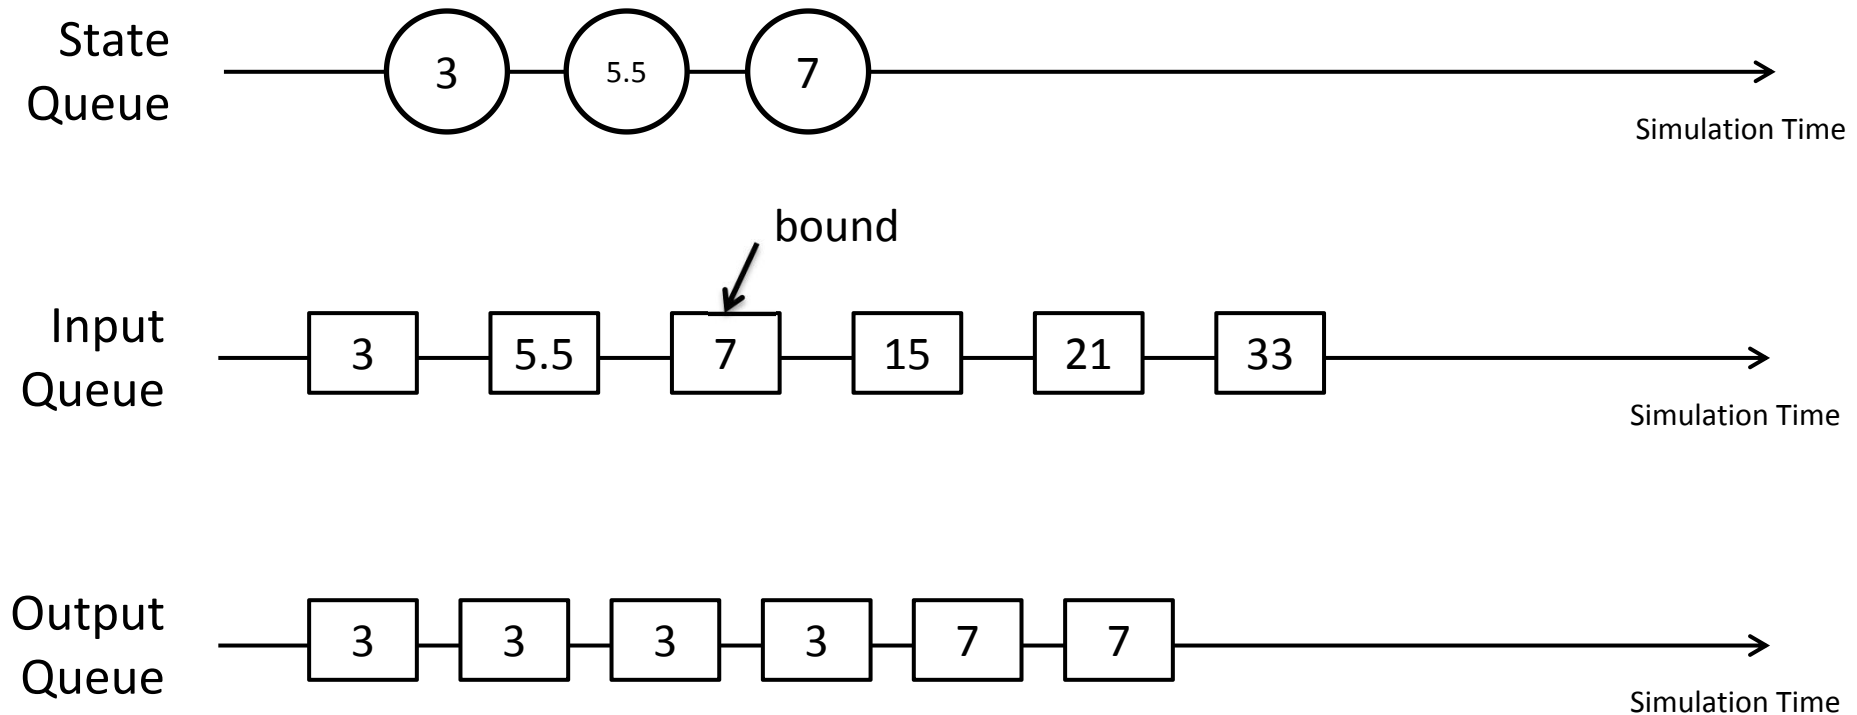 State
Queue
3
5.5
7
Simulation Time
bound
Input
Queue
3
5.5
7
15
21
33
Simulation Time
Output
Queue
3
3
3
3
7
7
Simulation Time